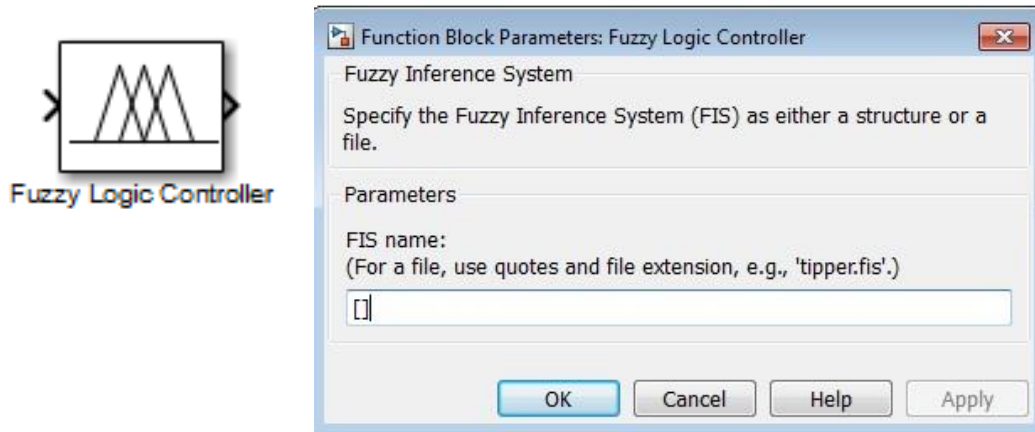 Fuzzy Logic Controller
Function Block Parameters: Fuzzy Logic Controller
Fuzzy Inference System
Specify the Fuzzy Inference System (FIS) as either a structure or a
file.
Parameters
FIS name:
(For a file, use quotes and file extension, e.g., 'tipper.fis'.)
[]
OK Cancel Help Apply